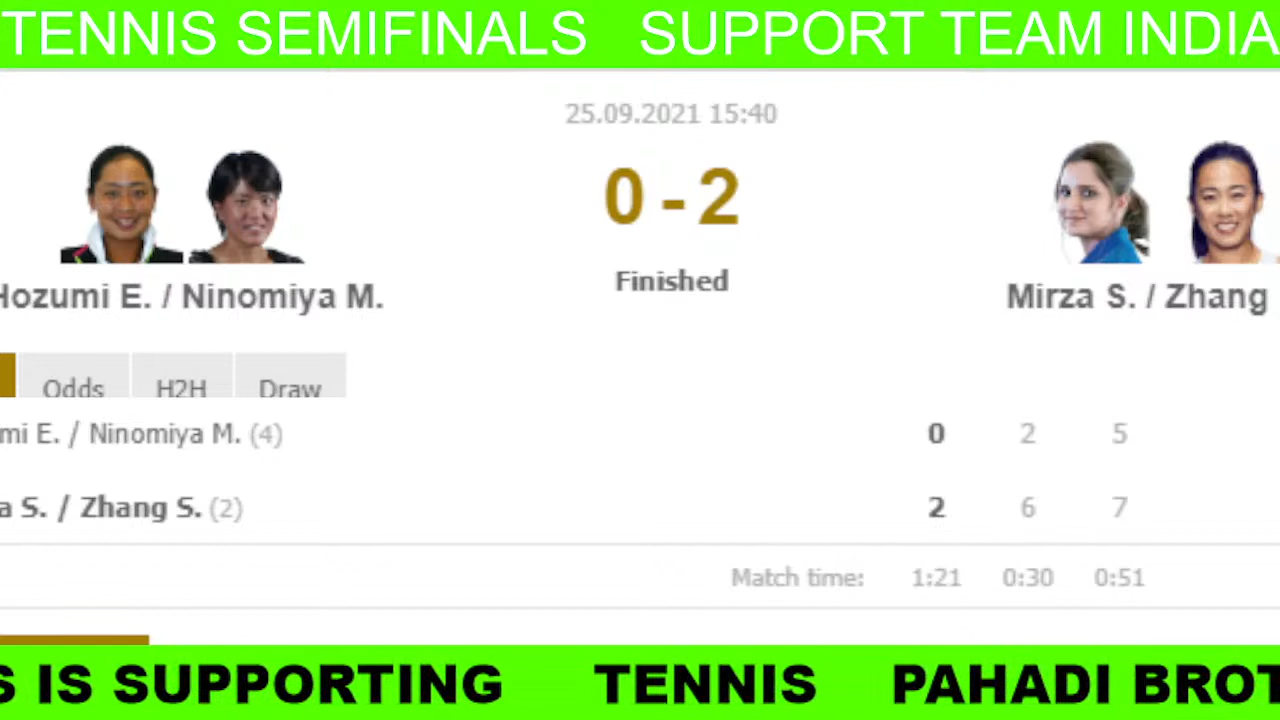 TENNIS SEMIFINALS SUPPORT TEAM INDIA
25.09.2021 15:40
0 - 2
Finished
Hozumi E. / Ninomiya M.
Mirza S. / Zhang
Odds H2H Draw
mi E. / Ninomiya M. (4) 0 2 5
a S. / Zhang S. (2) 2 6 7
Match time: 1:21 0:30 0:51
S IS SUPPORTING TENNIS PAHADI BROT